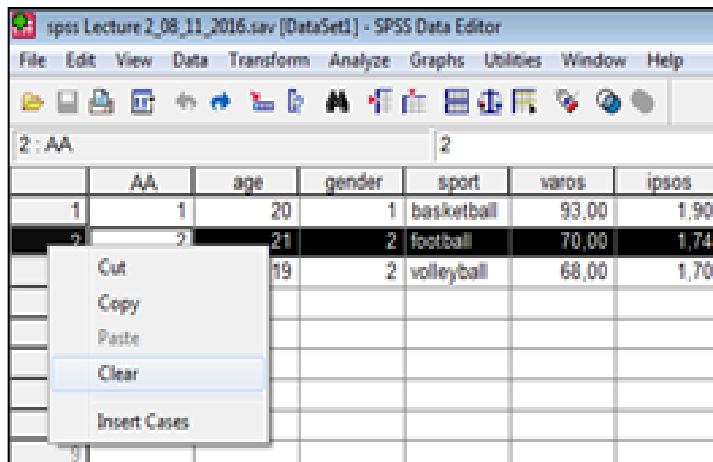 spss Lecture 2_08_11_2016.sav [DataSet1] - SPSS Data Editor
File Edit View Data Transform Analyze Graphs Utilities Window Help
2 : AA 2
AA age gender sport varos ipsos
1 1 20 1 basketball 93,00 1,90
2 2 21 2 football 70,00 1,74
19 2 volleyball 68,00 1,70
Cut
Copy
Paste
Clear
Insert Cases
9